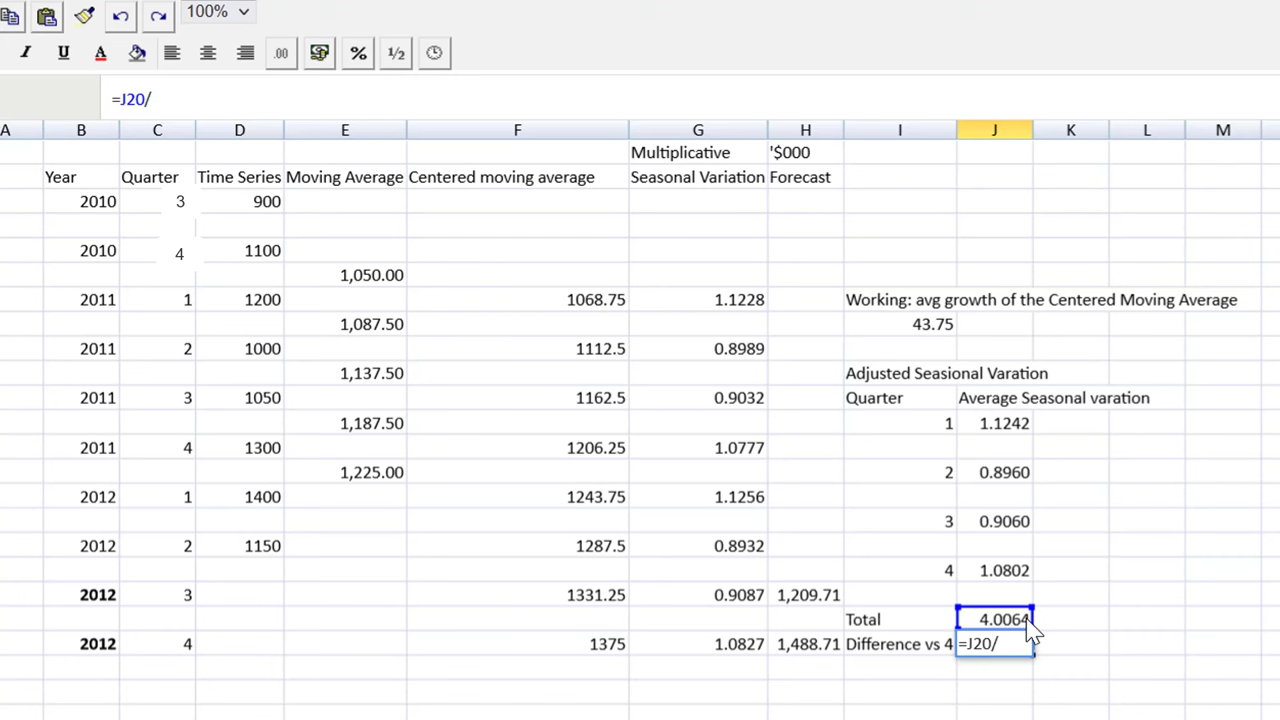 100%
I U A .00 % 1/2
=J20/
A B C D E F G H I J K L M
Multiplicative '$000
Year Quarter Time Series Moving Average Centered moving average Seasonal Variation Forecast
2010 3 900
2010 4 1100
1,050.00
2011 1 1200 1068.75 1.1228 Working: avg growth of the Centered Moving Average
1,087.50 43.75
2011 2 1000 1112.5 0.8989
1,137.50 Adjusted Seasional Varation
2011 3 1050 1162.5 0.9032 Quarter Average Seasonal varation
1,187.50 1 1.1242
2011 4 1300 1206.25 1.0777
1,225.00 2 0.8960
2012 1 1400 1243.75 1.1256
3 0.9060
2012 2 1150 1287.5 0.8932
4 1.0802
2012 3 1331.25 0.9087 1,209.71
Total 4.0064
2012 4 1375 1.0827 1,488.71 Difference vs 4 =J20/